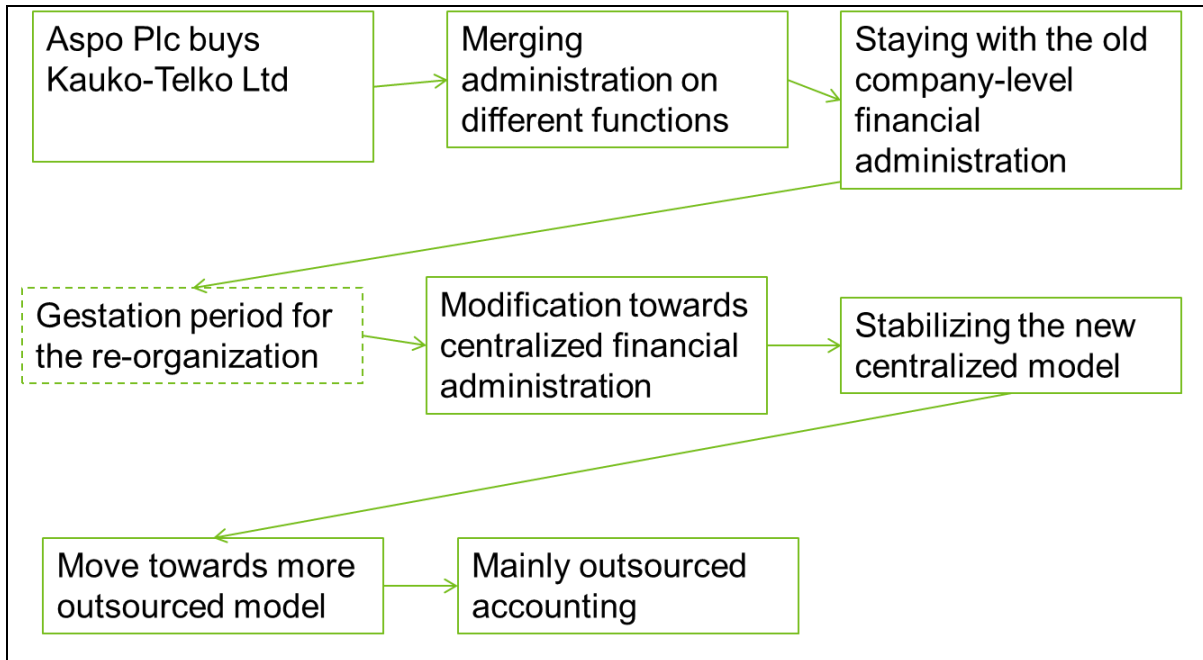 Aspo Plc buys
Kauko-Telko Ltd
Merging
administration on
different functions
Staying with the old
company-level
financial
administration
Gestation period for
the re-organization
Modification towards
centralized financial
administration
Stabilizing the new
centralized model
Move towards more
outsourced model
Mainly outsourced
accounting